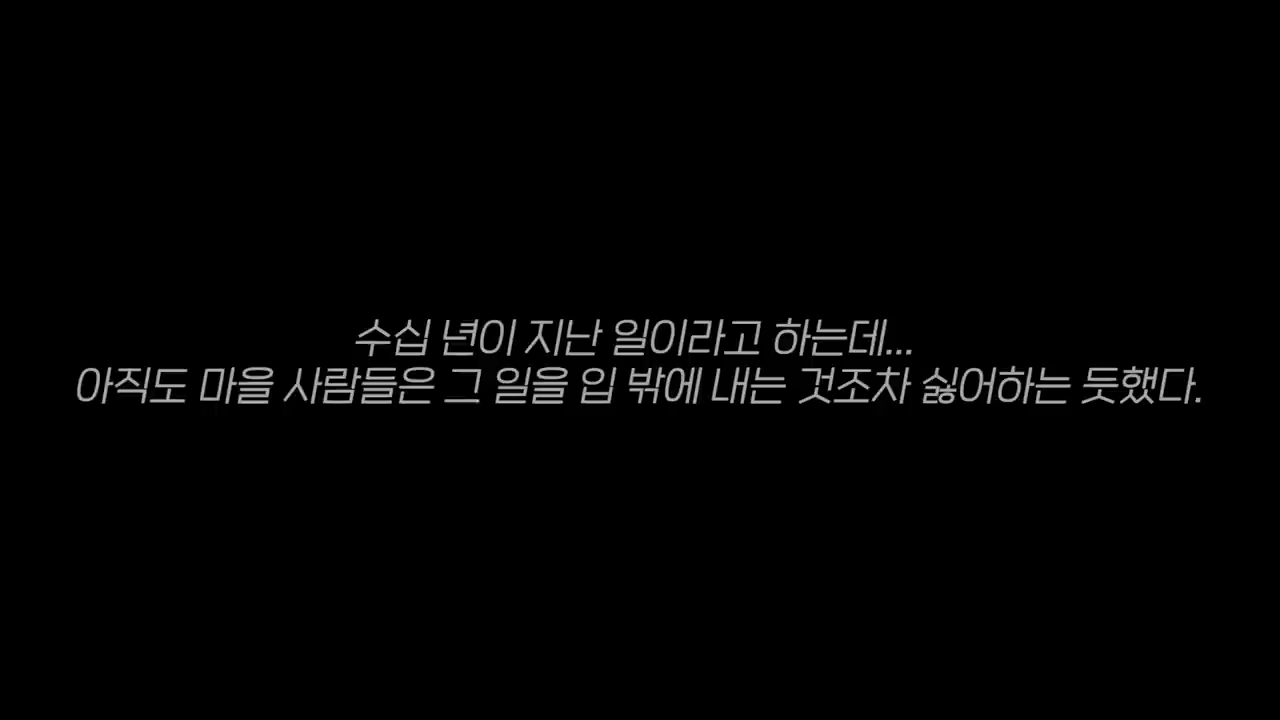 수십 년이 지난 일이라고 하는데...
아직도 마을 사람들은 그 일을 입 밖에 내는 것조차 싫어하는 듯했다.